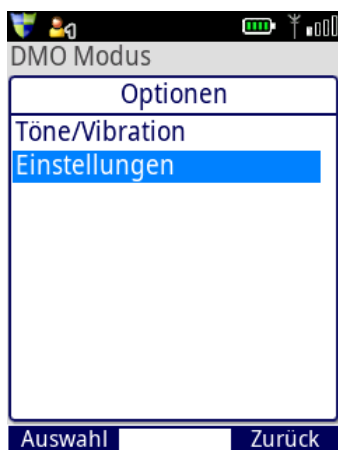 DMO Modus
Optionen
Töne/Vibration
Einstellungen
Auswahl Zurück